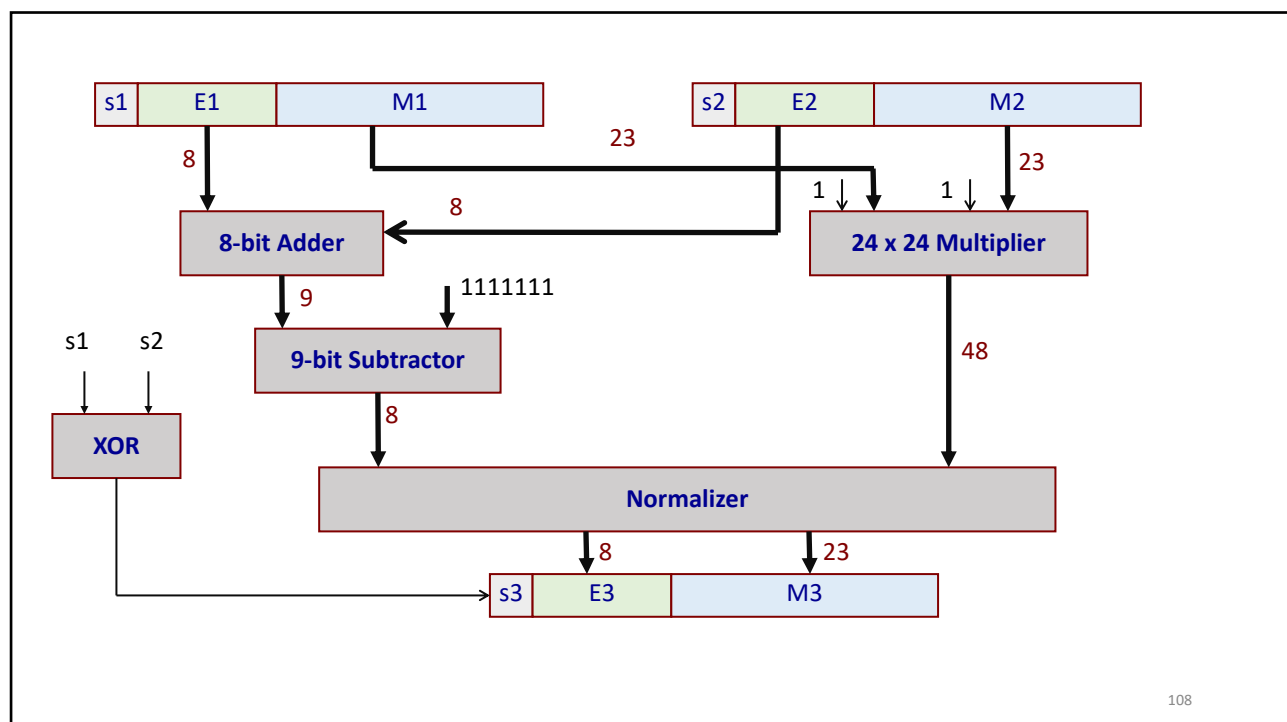 s1 E1 M1 s2 E2 M2
23
8 23
1 1
8
8-bit Adder 24 x 24 Multiplier
9 1111111
s1 s2
9-bit Subtractor 48
8
XOR
Normalizer
8 23
s3 E3 M3
108